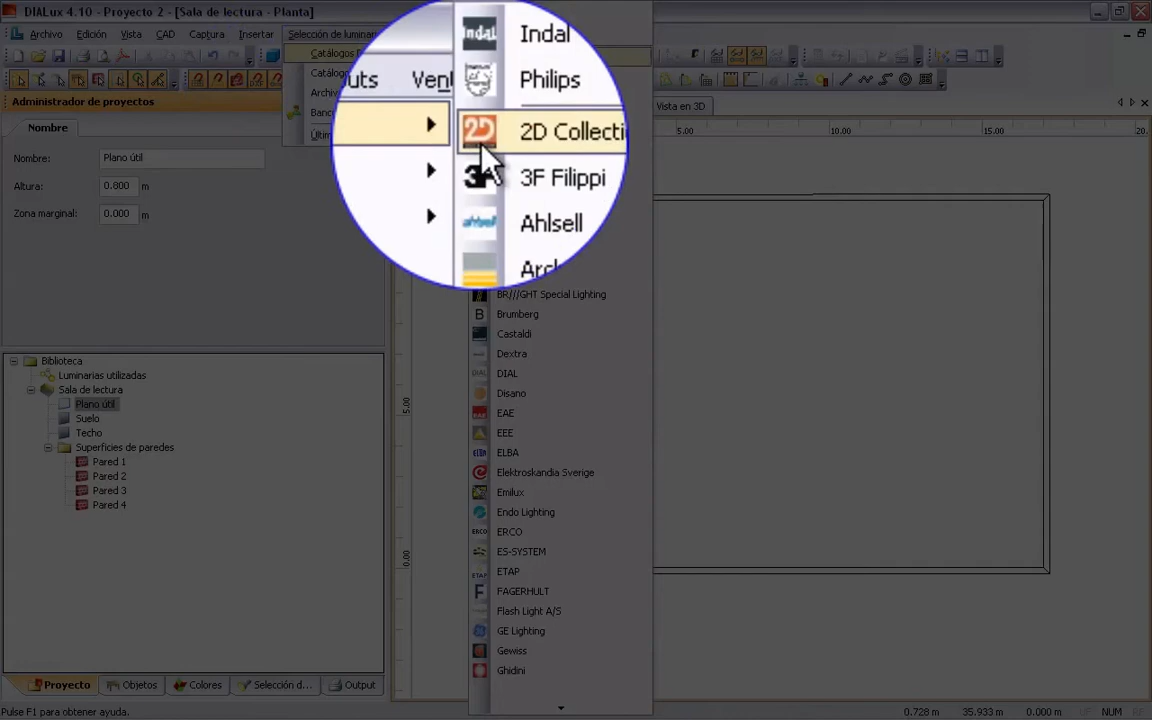 DIALux 4.10 - Proyecto 2 - [Sala de lectura - Planta]
Archivo Edición Vista CAD Captura Insertar Selección de luminari
Catálogos
Catálogo
Archiv
Banc
Últim
outs Vent
Indal
Philips
2D Collecti
3F Filippi
Ahlsell
Arc
Administrador de proyectos
Nombre
Nombre: Plano útil
Altura: 0.800 m
Zona marginal: 0.000 m
Vista en 3D
5.00 10.00 15.00 20.
5.00
0.00
BR///GHT Special Lighting
Brumberg
Castaldi
Dextra
DIAL
Disano
EAE
EEE
ELBA
Elektroskandia Sverige
Emilux
Endo Lighting
ERCO
ES-SYSTEM
ETAP
FAGERHULT
Flash Light A/S
GE Lighting
Gewiss
Ghidini
Biblioteca
Luminarias utilizadas
Sala de lectura
Plano útil
Suelo
Techo
Superficies de paredes
Pared 1
Pared 2
Pared 3
Pared 4
Proyecto Objetos Colores Selección d... Output
Pulse F1 para obtener ayuda. 0.728 m 35.933 m 0.000 m UF NUM RF